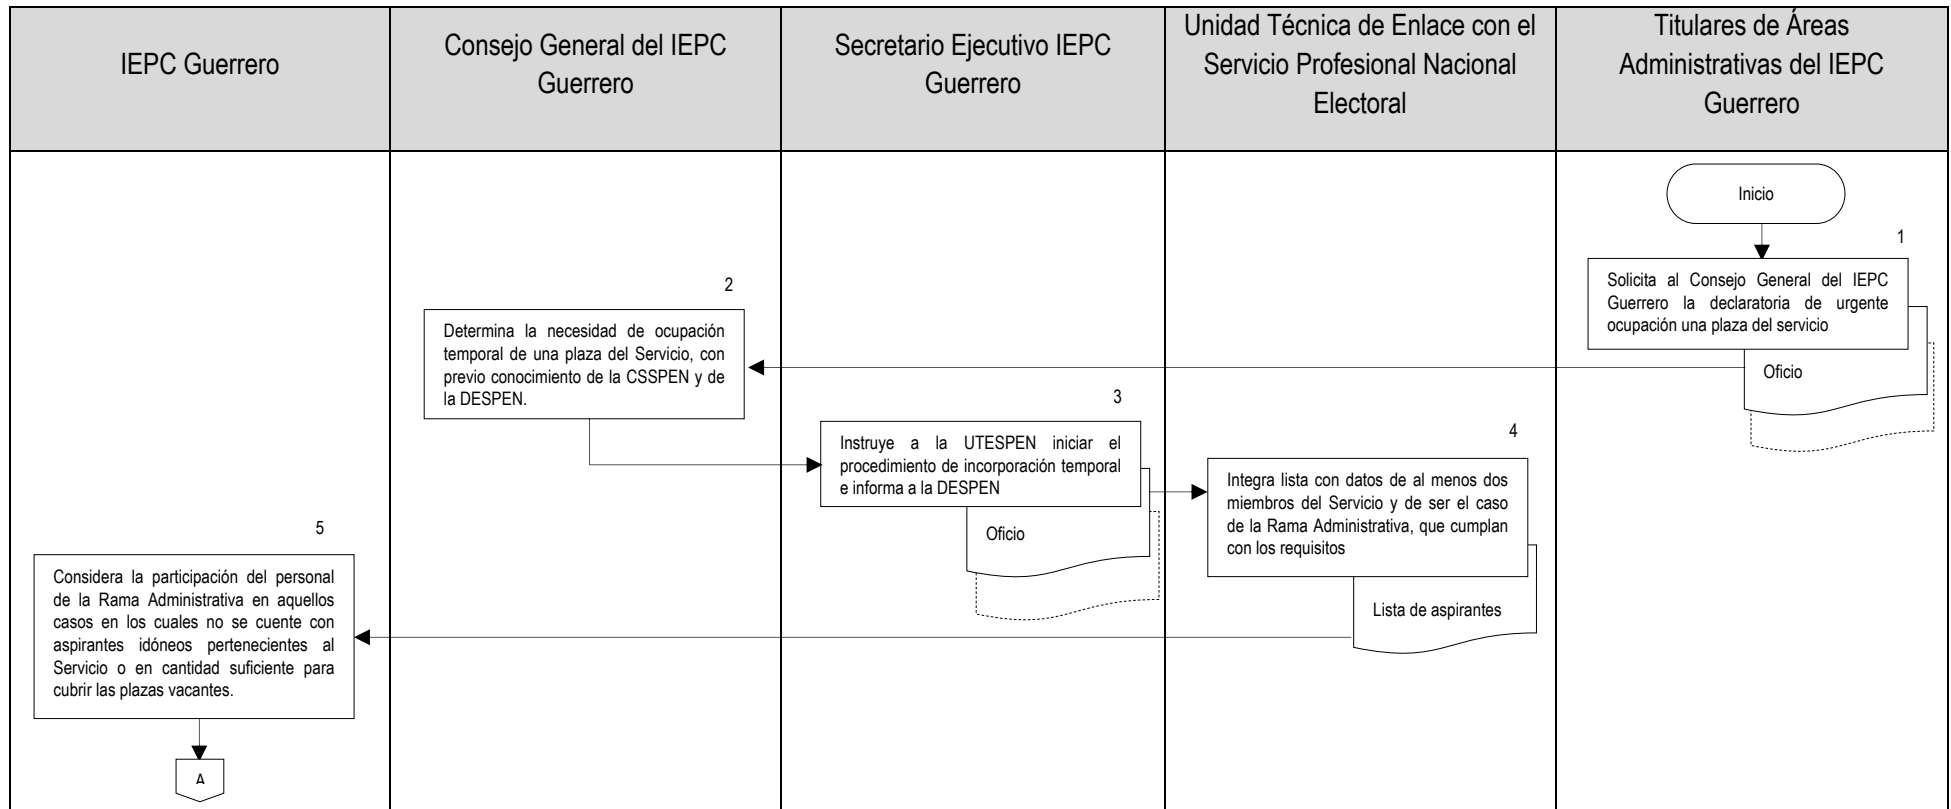 IEPC Guerrero
Consejo General del IEPC
Guerrero
Secretario Ejecutivo IEPC
Guerrero
Unidad Técnica de Enlace con el
Servicio Profesional Nacional
Electoral
Titulares de Áreas
Administrativas del IEPC
Guerrero
Inicio
1
Solicita al Consejo General del IEPC
Guerrero la declaratoria de urgente
ocupación una plaza del servicio
Oficio
2
Determina la necesidad de ocupación
temporal de una plaza del Servicio, con
previo conocimiento de la CSSPEN y de
la DESPEN.
3
Instruye a la UTESPEN iniciar el
procedimiento de incorporación temporal
e informa a la DESPEN
Oficio
4
Integra lista con datos de al menos dos
miembros del Servicio y de ser el caso
de la Rama Administrativa, que cumplan
con los requisitos
Lista de aspirantes
5
Considera la participación del personal
de la Rama Administrativa en aquellos
casos en los cuales no se cuente con
aspirantes idóneos pertenecientes al
Servicio o en cantidad suficiente para
cubrir las plazas vacantes.
A